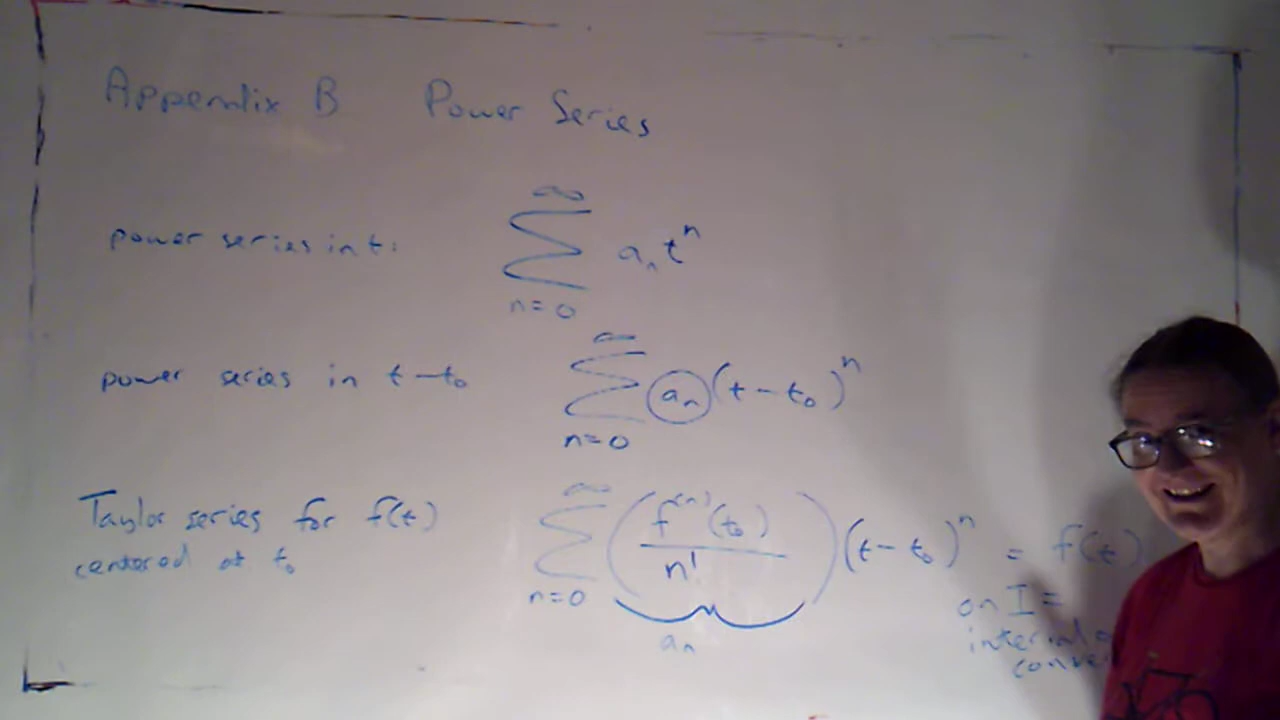 Appendix B Power Series
power series in t: ∞ Σ n=0 aₙ tⁿ
power series in t-t₀ ∞ Σ n=0 aₙ (t-t₀)ⁿ
Taylor series for f(t) ∞ Σ n=0 (f⁽ⁿ⁾(t₀) / n!) (t-t₀)ⁿ = f(t)
centered at t₀
aₙ
on I =
interval